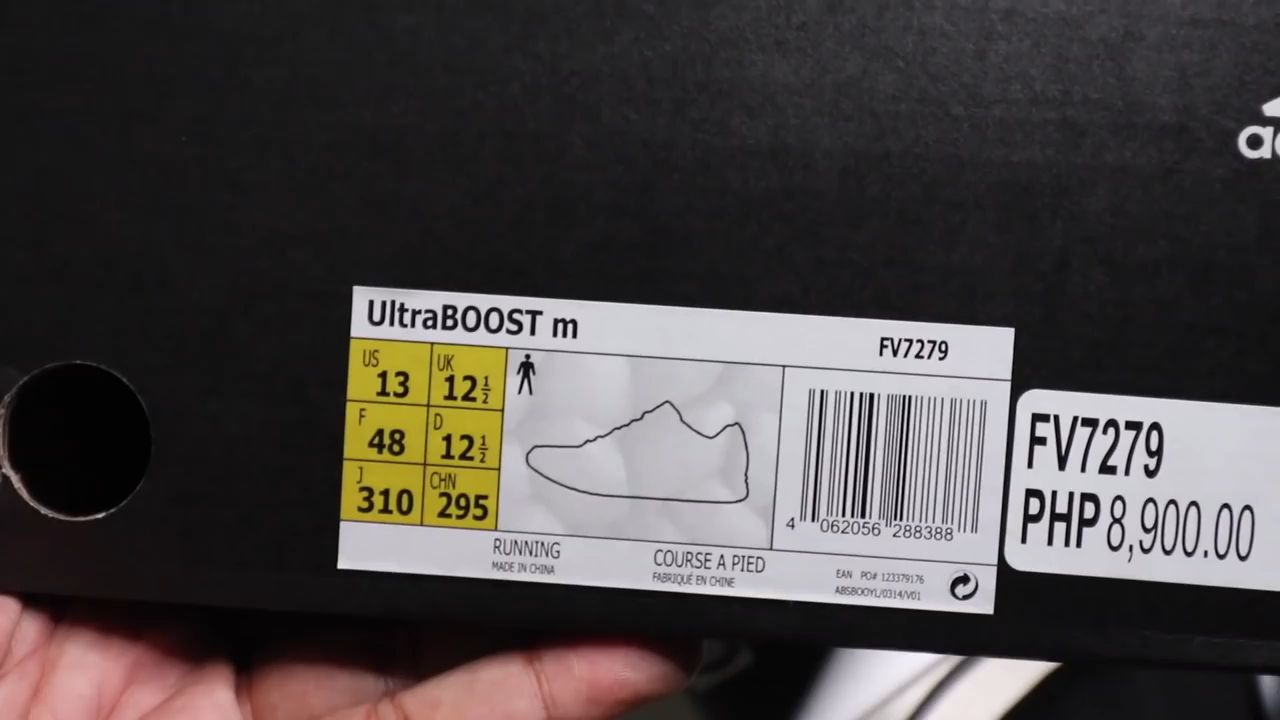 UltraBOOST m
FV7279
US 13
UK 12½
F 48
D 12½
J 310
CHN 295
4 062056 288388
RUNNING
MADE IN CHINA
COURSE A PIED
FABRIQUÉ EN CHINE
EAN PO# 123379176
ABSBOOYL/0314/V01
FV7279
PHP 8,900.00